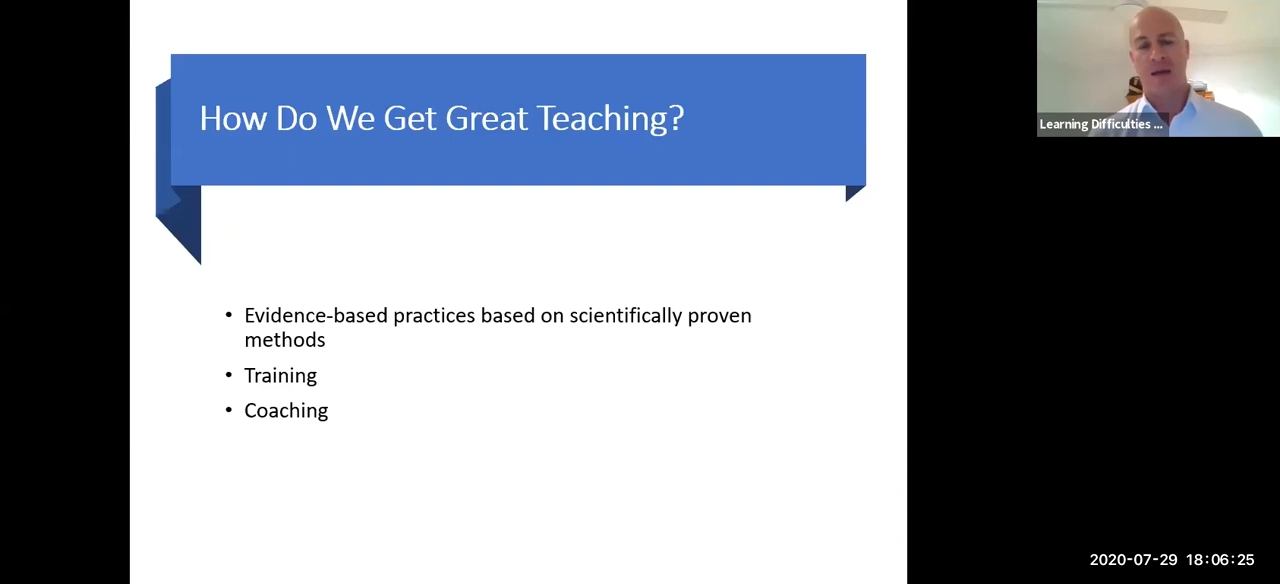 How Do We Get Great Teaching?
Learning Difficulties ...
• Evidence-based practices based on scientifically proven
methods
• Training
• Coaching
2020-07-29 18:06:25